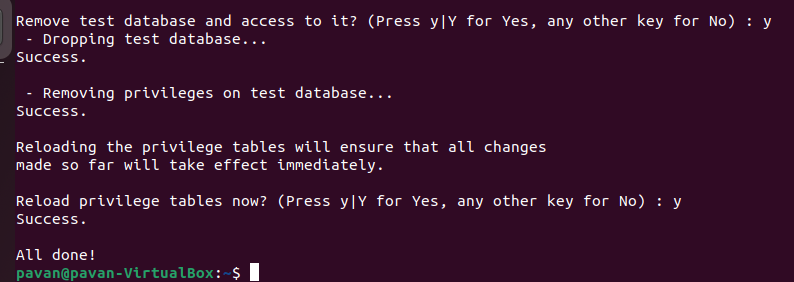 Remove test database and access to it? (Press y|Y for Yes, any other key for No) : y
 - Dropping test database...
Success.

 - Removing privileges on test database...
Success.

Reloading the privilege tables will ensure that all changes
made so far will take effect immediately.

Reload privilege tables now? (Press y|Y for Yes, any other key for No) : y
Success.

All done!
pavan@pavan-VirtualBox:~$